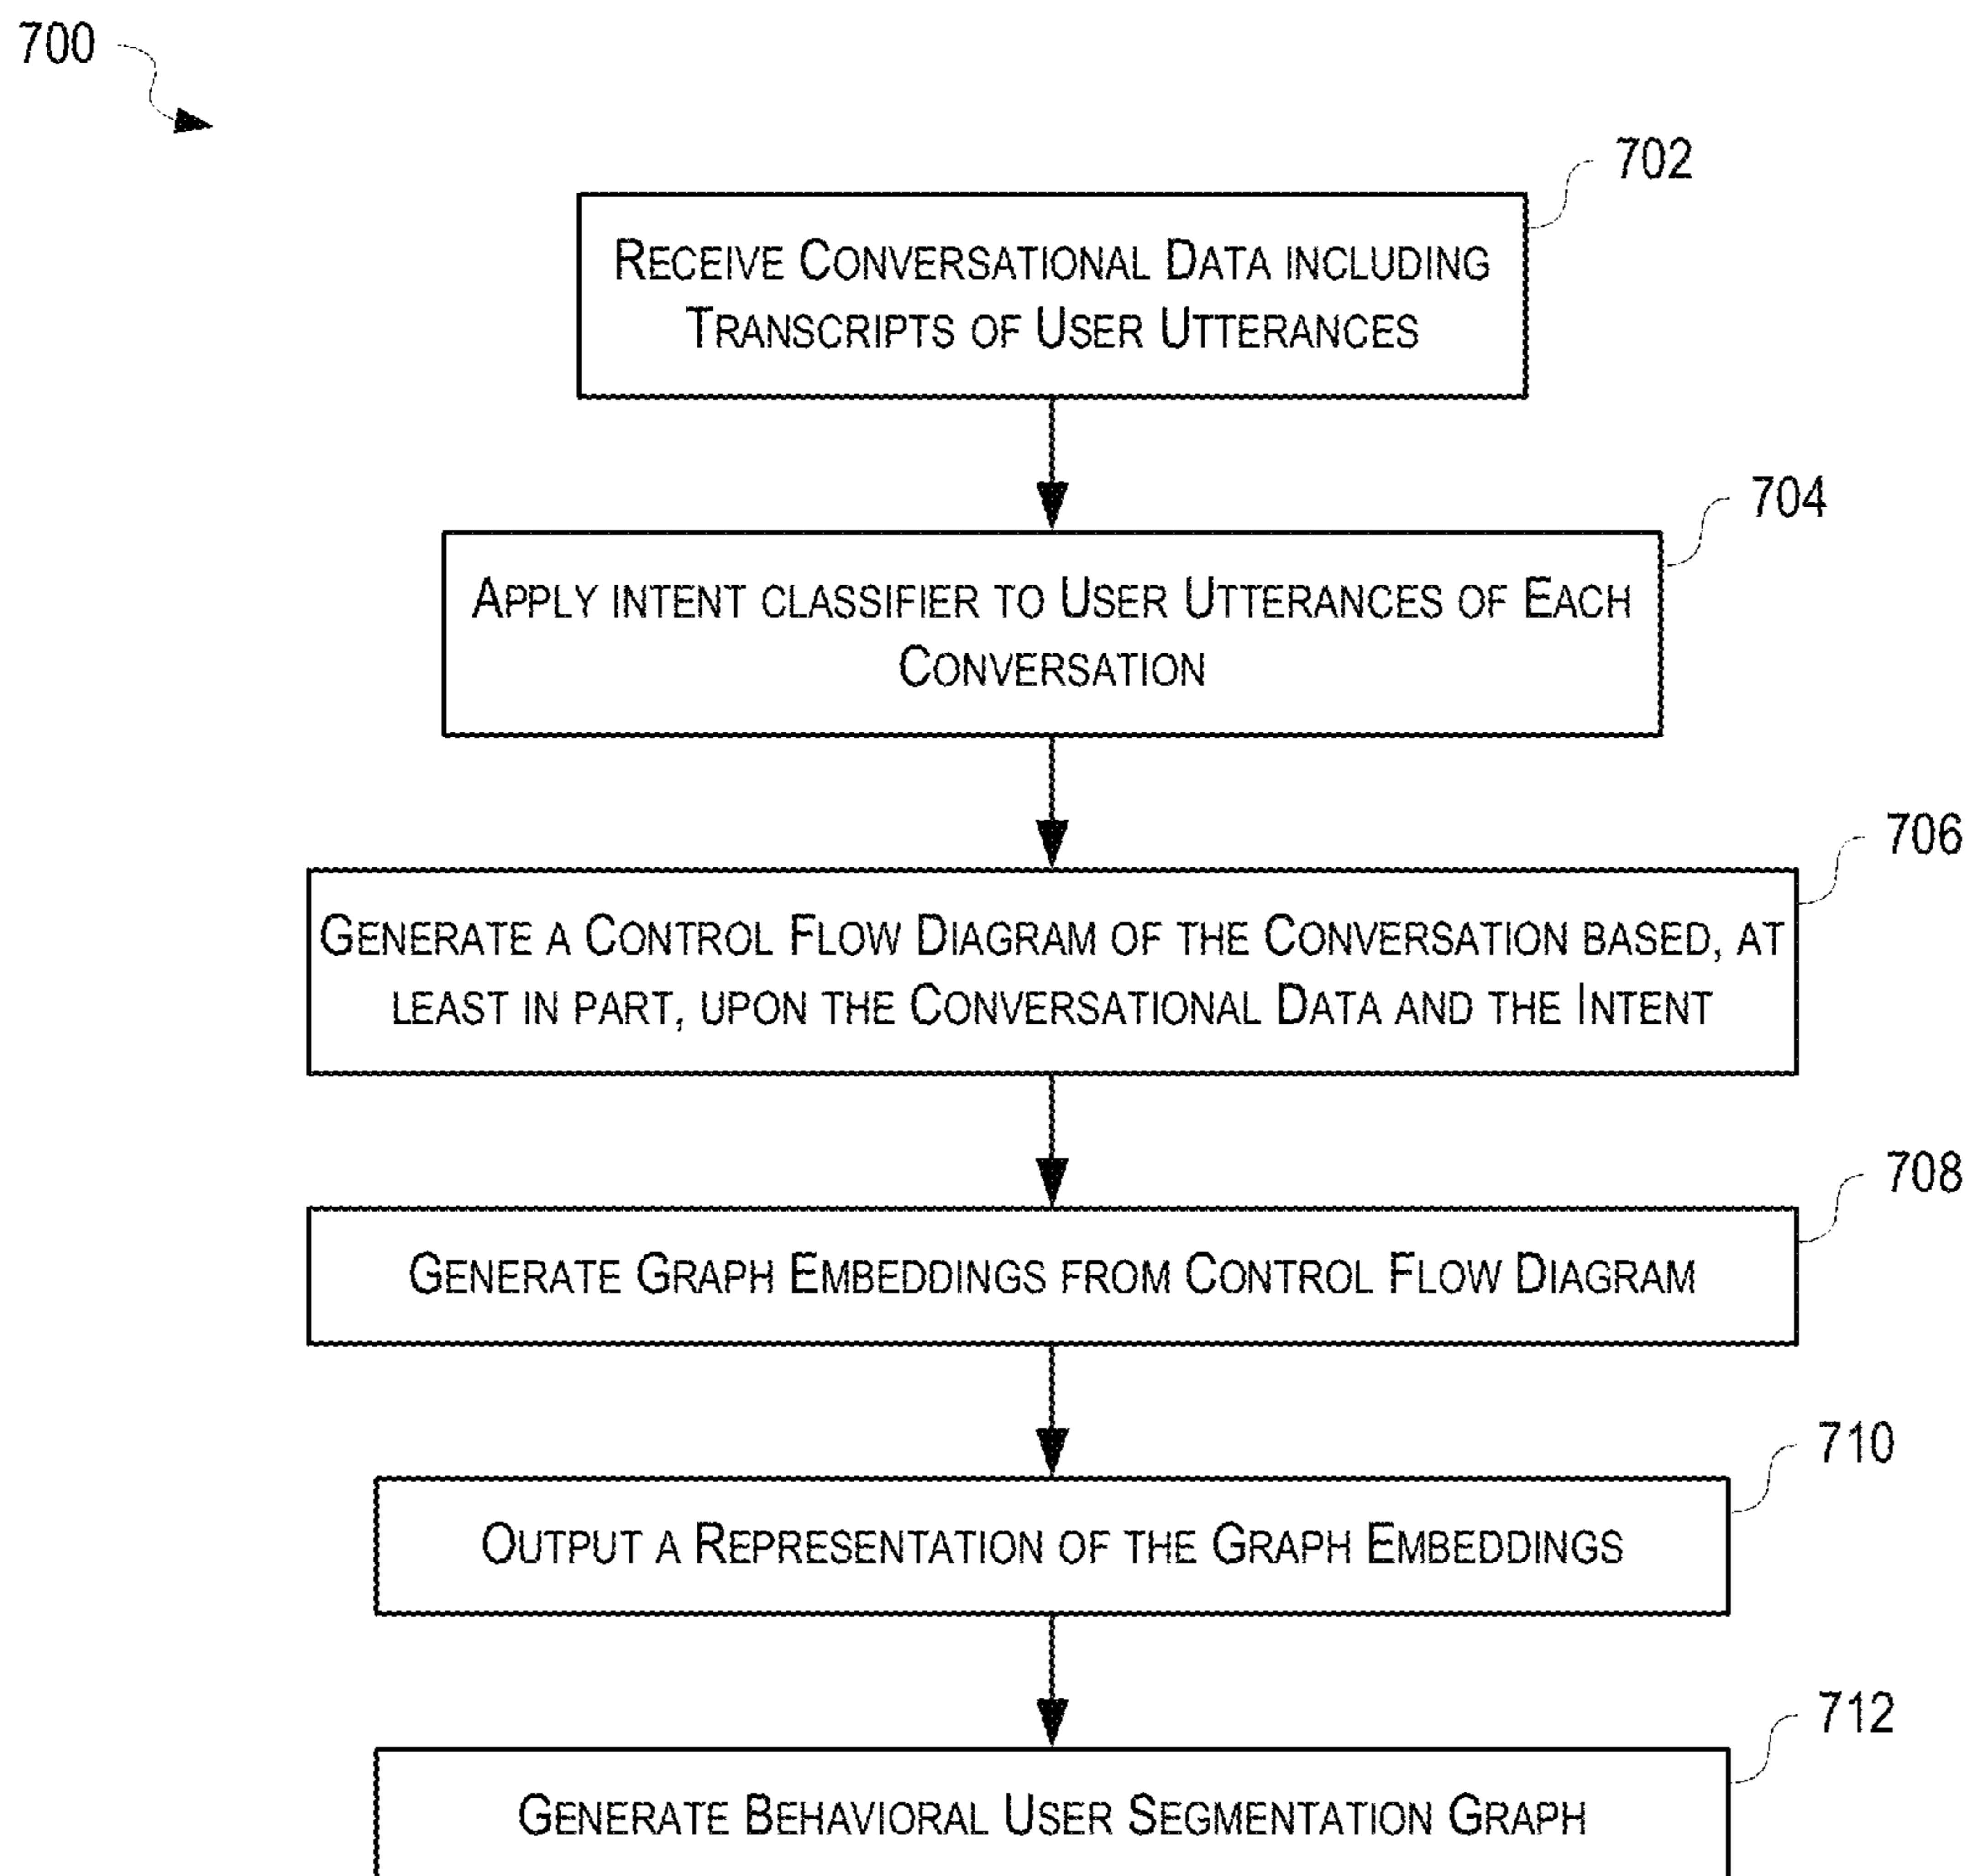 700
702
RECEIVE CONVERSATIONAL DATA INCLUDING
TRANSCRIPTS OF USER UTTERANCES
704
APPLY INTENT CLASSIFIER TO USER UTTERANCES OF EACH
CONVERSATION
706
GENERATE A CONTROL FLOW DIAGRAM OF THE CONVERSATION BASED, AT
LEAST IN PART, UPON THE CONVERSATIONAL DATA AND THE INTENT
708
GENERATE GRAPH EMBEDDINGS FROM CONTROL FLOW DIAGRAM
710
OUTPUT A REPRESENTATION OF THE GRAPH EMBEDDINGS
712
GENERATE BEHAVIORAL USER SEGMENTATION GRAPH